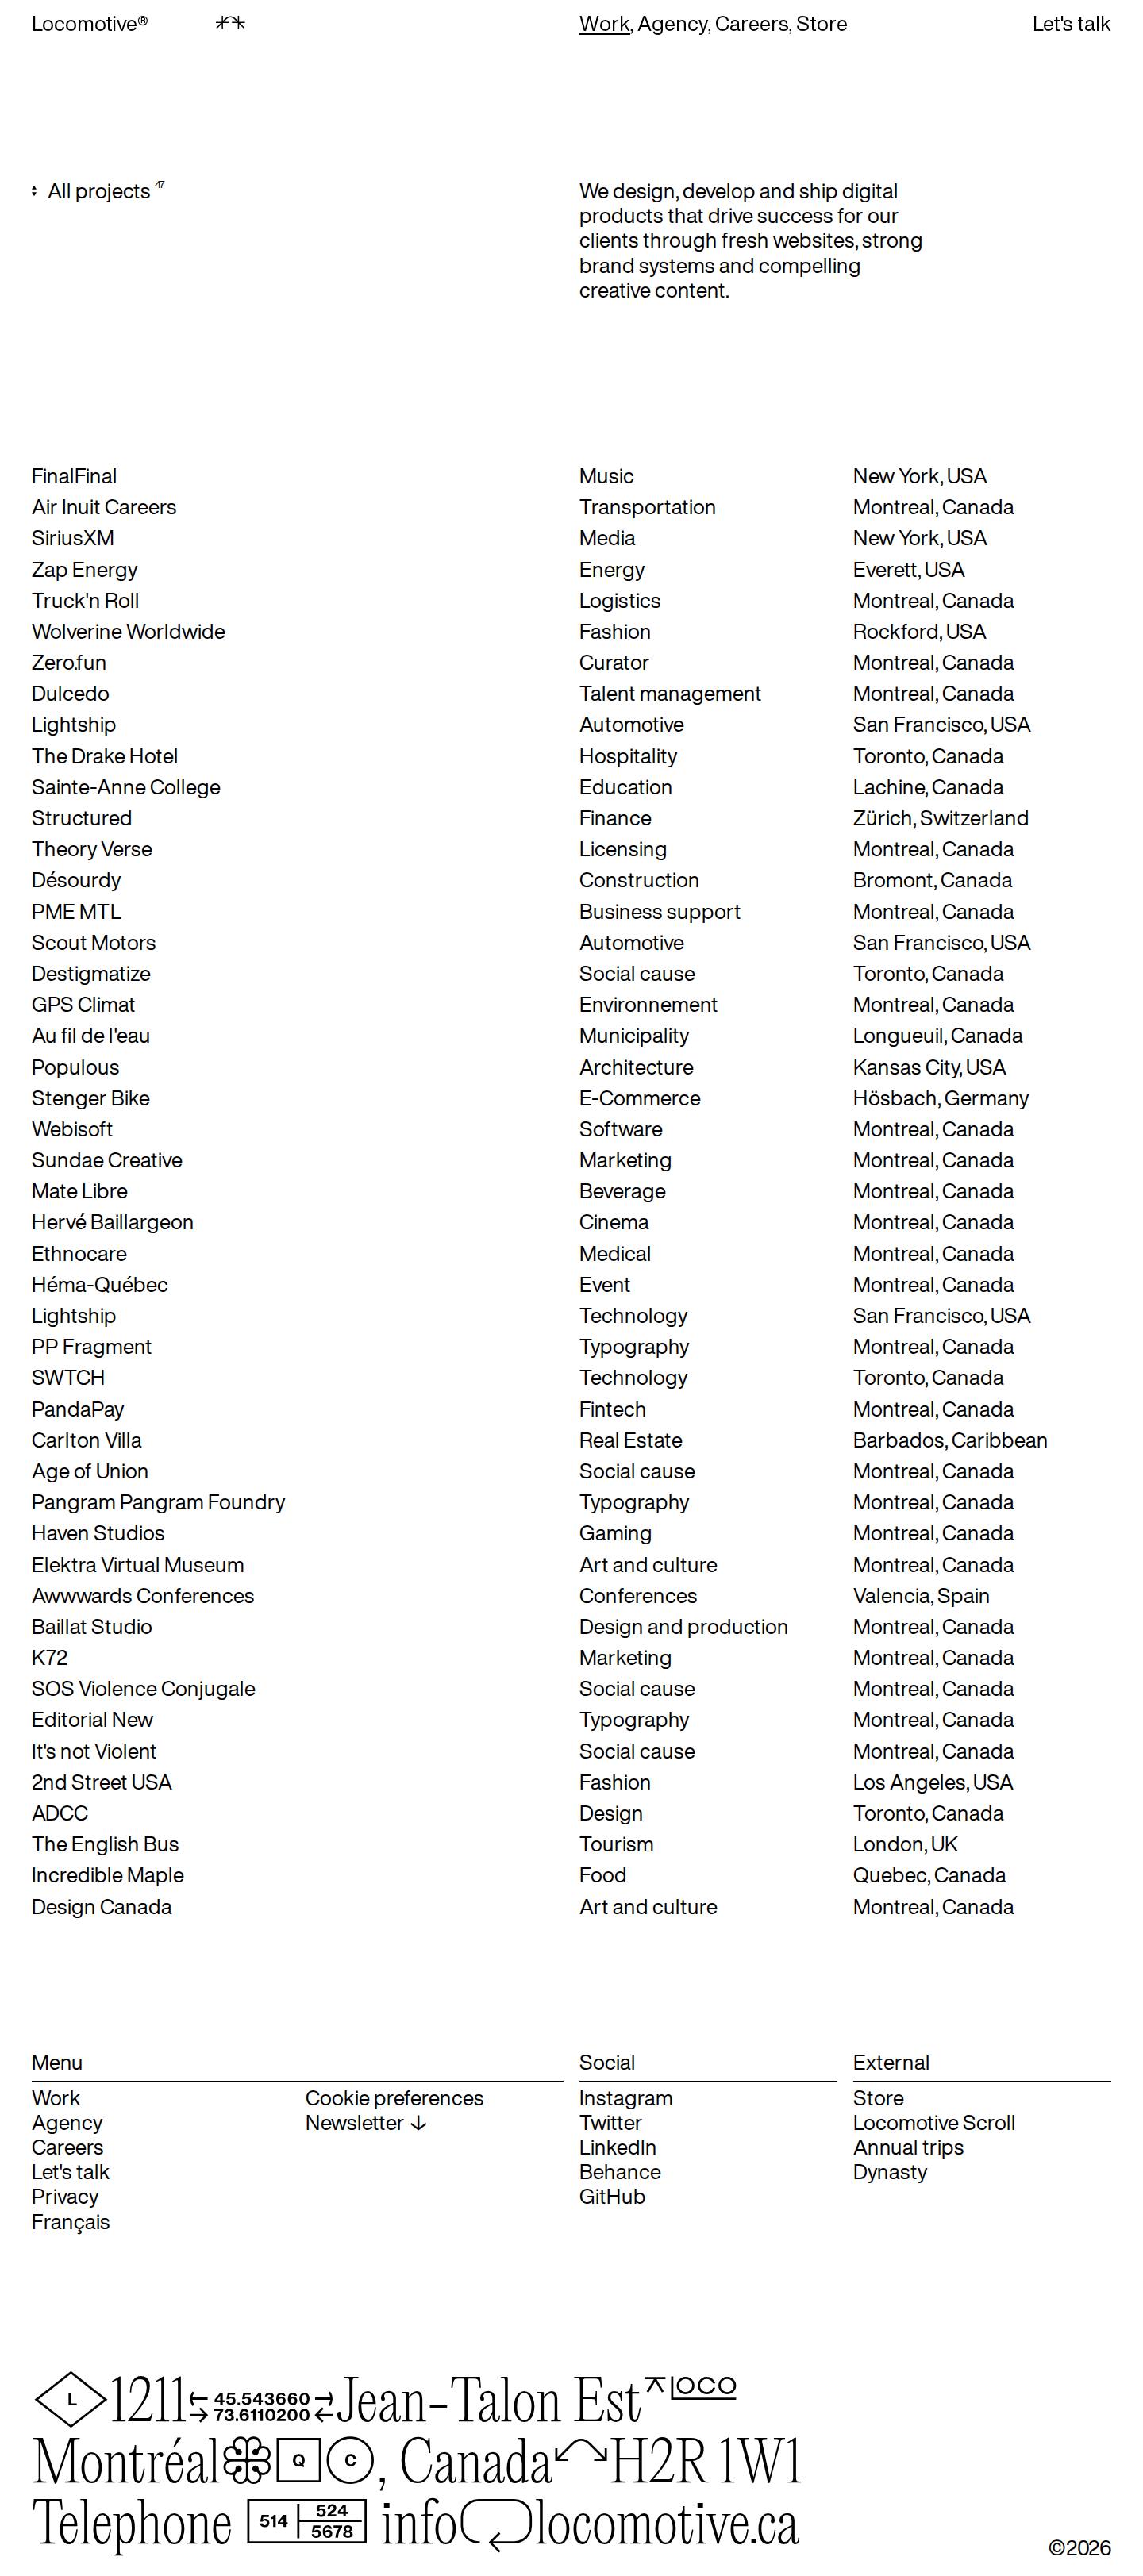 Locomotive® Work, Agency, Careers, Store Let's talk
All projects 47
We design, develop and ship digital
products that drive success for our
clients through fresh websites, strong
brand systems and compelling
creative content.
FinalFinal Music New York, USA
Air Inuit Careers Transportation Montreal, Canada
SiriusXM Media New York, USA
Zap Energy Energy Everett, USA
Truck'n Roll Logistics Montreal, Canada
Wolverine Worldwide Fashion Rockford, USA
Zero.fun Curator Montreal, Canada
Dulcedo Talent management Montreal, Canada
Lightship Automotive San Francisco, USA
The Drake Hotel Hospitality Toronto, Canada
Sainte-Anne College Education Lachine, Canada
Structured Finance Zürich, Switzerland
Theory Verse Licensing Montreal, Canada
Désourdy Construction Bromont, Canada
PME MTL Business support Montreal, Canada
Scout Motors Automotive San Francisco, USA
Destigmatize Social cause Toronto, Canada
GPS Climat Environnement Montreal, Canada
Au fil de l'eau Municipality Longueuil, Canada
Populous Architecture Kansas City, USA
Stenger Bike E-Commerce Hösbach, Germany
Webisoft Software Montreal, Canada
Sundae Creative Marketing Montreal, Canada
Mate Libre Beverage Montreal, Canada
Hervé Baillargeon Cinema Montreal, Canada
Ethnocare Medical Montreal, Canada
Héma-Québec Event Montreal, Canada
Lightship Technology San Francisco, USA
PP Fragment Typography Montreal, Canada
SWTCH Technology Toronto, Canada
PandaPay Fintech Montreal, Canada
Carlton Villa Real Estate Barbados, Caribbean
Age of Union Social cause Montreal, Canada
Pangram Pangram Foundry Typography Montreal, Canada
Haven Studios Gaming Montreal, Canada
Elektra Virtual Museum Art and culture Montreal, Canada
Awwwards Conferences Conferences Valencia, Spain
Baillat Studio Design and production Montreal, Canada
K72 Marketing Montreal, Canada
SOS Violence Conjugale Social cause Montreal, Canada
Editorial New Typography Montreal, Canada
It's not Violent Social cause Montreal, Canada
2nd Street USA Fashion Los Angeles, USA
ADCC Design Toronto, Canada
The English Bus Tourism London, UK
Incredible Maple Food Quebec, Canada
Design Canada Art and culture Montreal, Canada
Menu
Work
Agency
Careers
Let's talk
Privacy
Français
Cookie preferences
Newsletter ↓
Social
Instagram
Twitter
LinkedIn
Behance
GitHub
External
Store
Locomotive Scroll
Annual trips
Dynasty
L 1211 45.543660 73.6110200 Jean-Talon Est LOCO
Montréal Q C, Canada H2R 1W1
Telephone 514 524 5678 info locomotive.ca
©2026